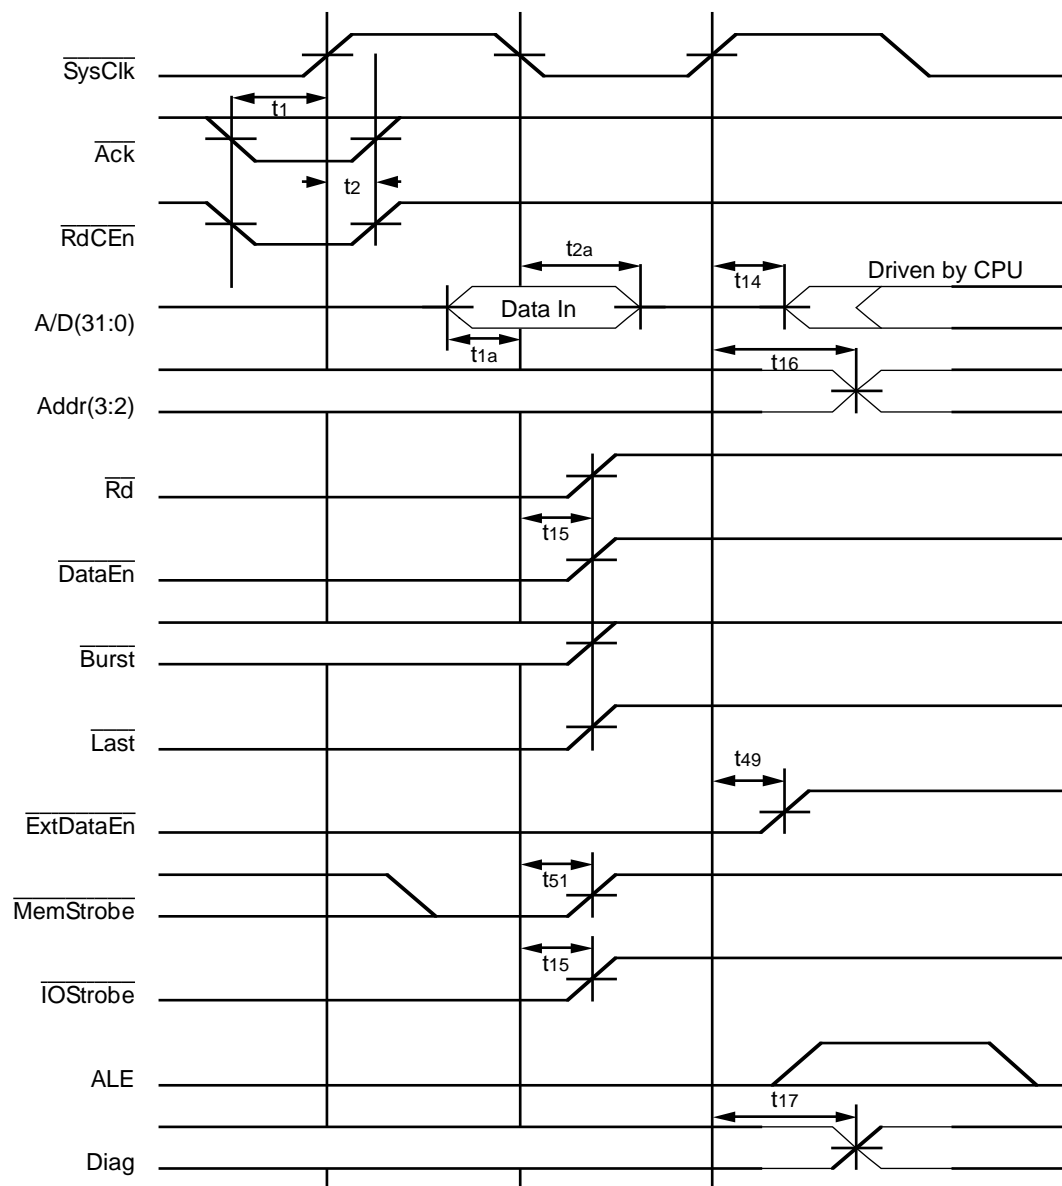 SysClk
t1
Ack
t2
RdCEn
t2a
t14
Driven by CPU
A/D(31:0)
Data In
t1a
t16
Addr(3:2)
Rd
t15
DataEn
Burst
Last
t49
ExtDataEn
t51
MemStrobe
t15
IOStrobe
ALE
t17
Diag